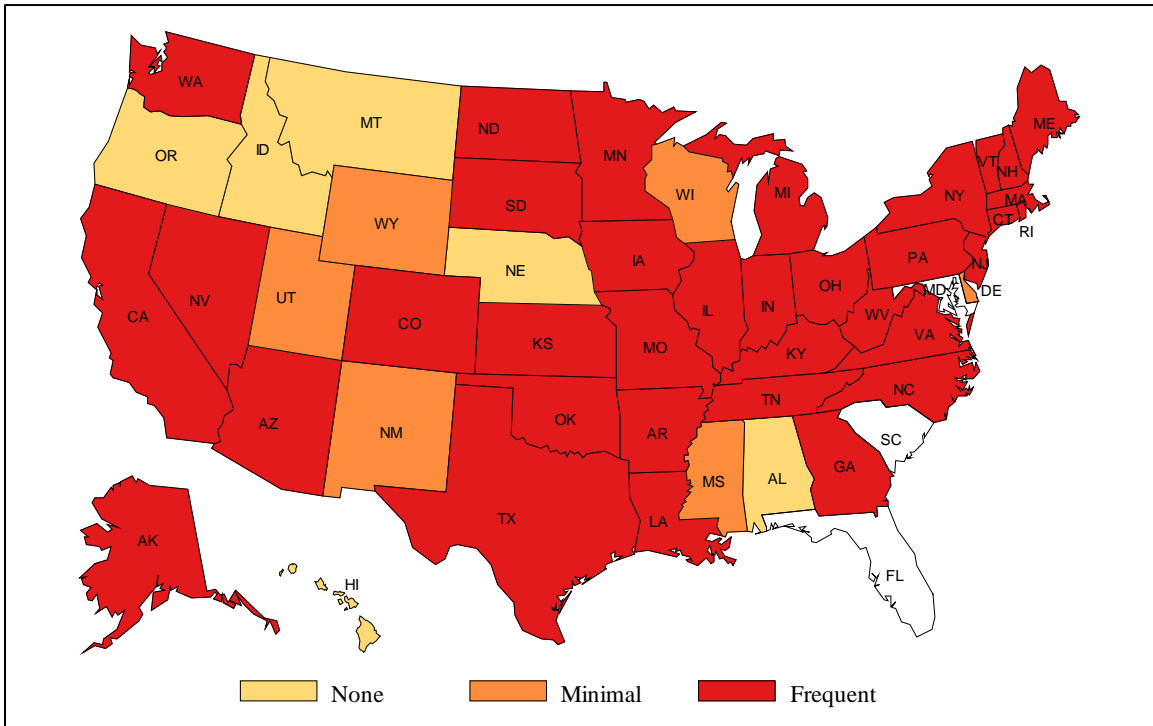 WA
ME
MT
ND
VT
MN
ID
OR
NH
MI
WI
NY
MA
SD
CT
WY
RI
PA
IA
NE
NJ
OH
MD
DE
NV
UT
IL
IN
CA
WV
CO
VA
KS
MO
KY
NC
TN
OK
AZ
AR
NM
SC
GA
MS
AL
TX
LA
AK
FL
HI
None
Minimal
Frequent